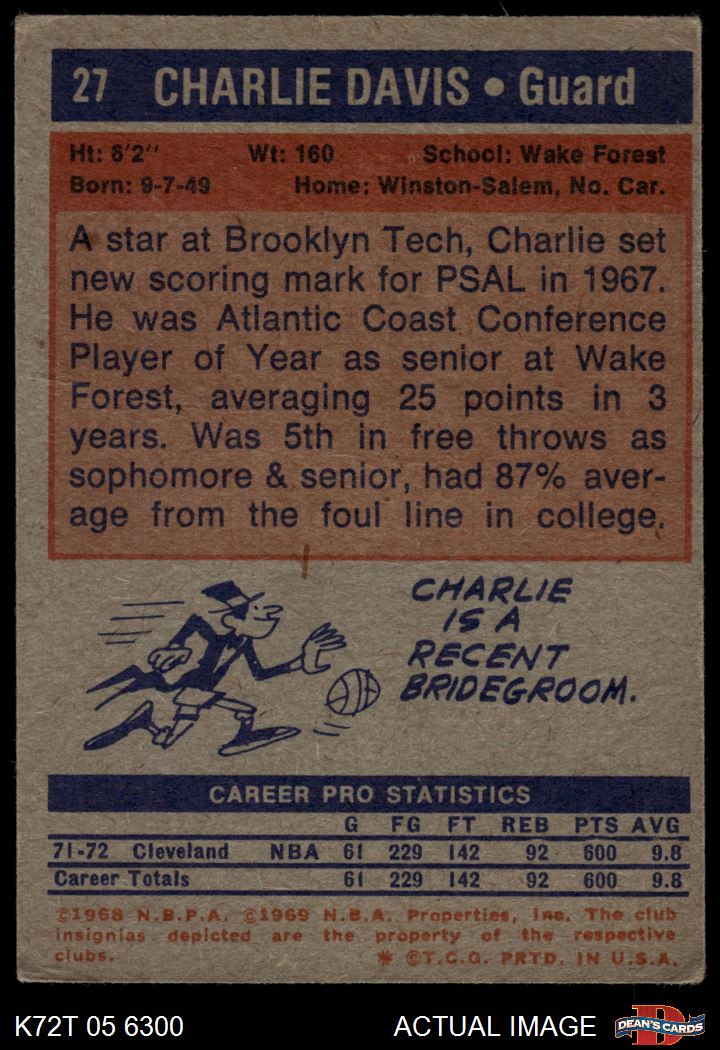 27 CHARLIE DAVIS • Guard
Ht: 6'2" Wt: 160 School: Wake Forest
Born: 9-7-49 Home: Winston-Salem, No. Car.
A star at Brooklyn Tech, Charlie set
new scoring mark for PSAL in 1967.
He was Atlantic Coast Conference
Player of Year as senior at Wake
Forest, averaging 25 points in 3
years. Was 5th in free throws as
sophomore & senior, had 87% aver-
age from the foul line in college.
CHARLIE
IS A
RECENT
BRIDEGROOM.
CAREER PRO STATISTICS
G FG FT REB PTS AVG
71-72 Cleveland NBA 61 229 142 92 600 9.8
Career Totals 61 229 142 92 600 9.8
©1968 N.B.P.A. ©1969 N.B.A. Properties, Inc. The club
insignias depicted are the property of the respective
clubs. * ©T.C.G. PRTD. IN U.S.A.
K72T 05 6300 ACTUAL IMAGE D DEAN'S CARDS